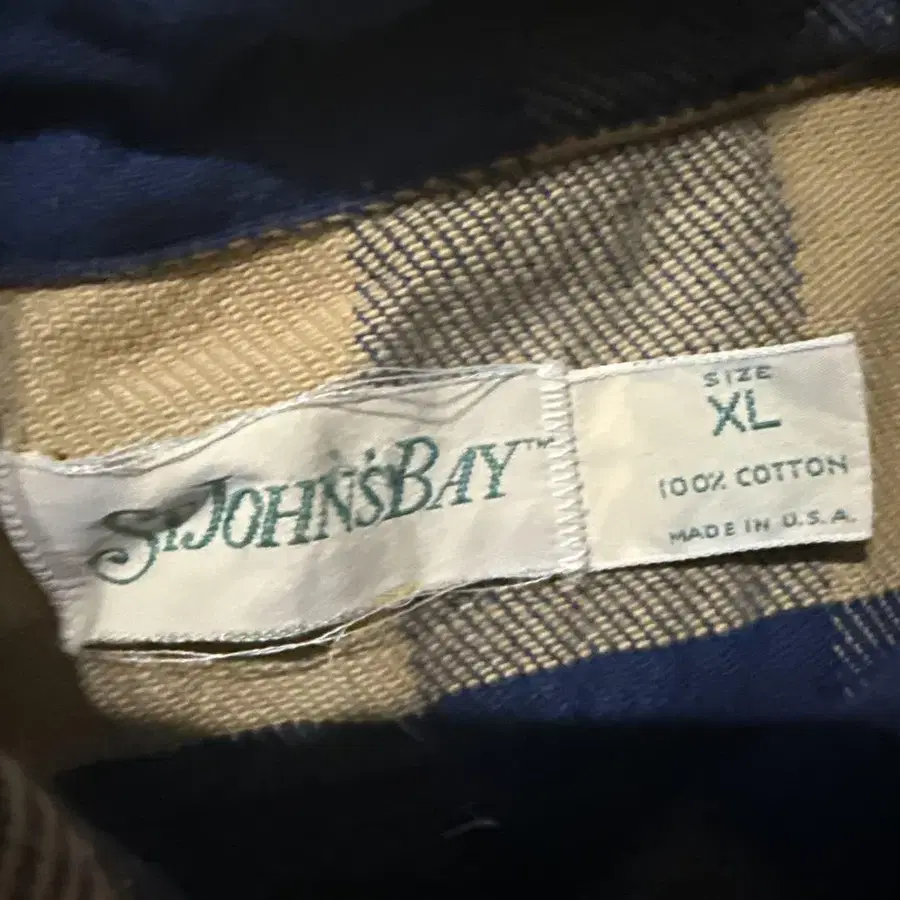 St. JOHN'S BAY™
SIZE
XL
100% COTTON
MADE IN U.S.A.